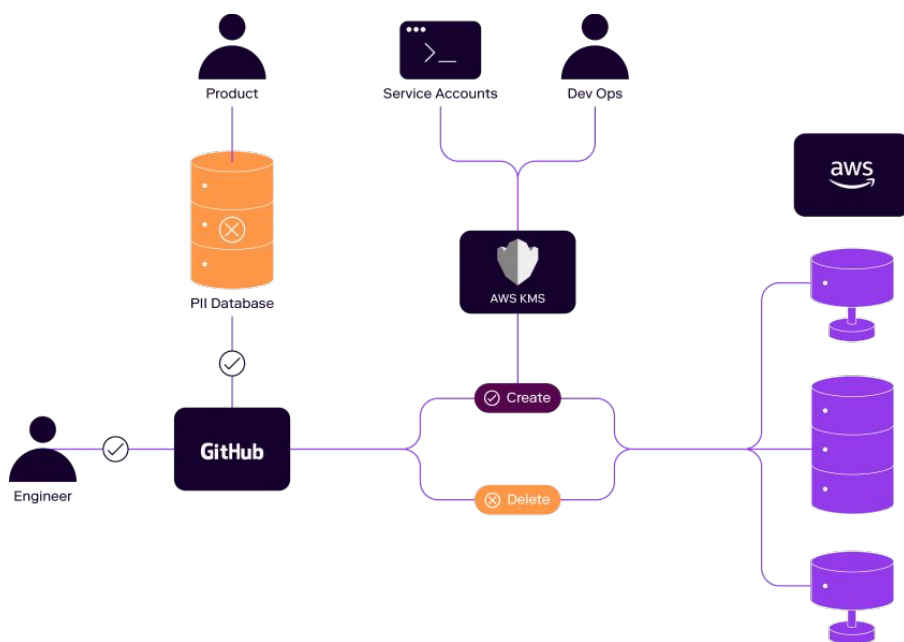 Product
Service Accounts
Dev Ops
aws
PII Database
AWS KMS
Create
GitHub
Engineer
Delete